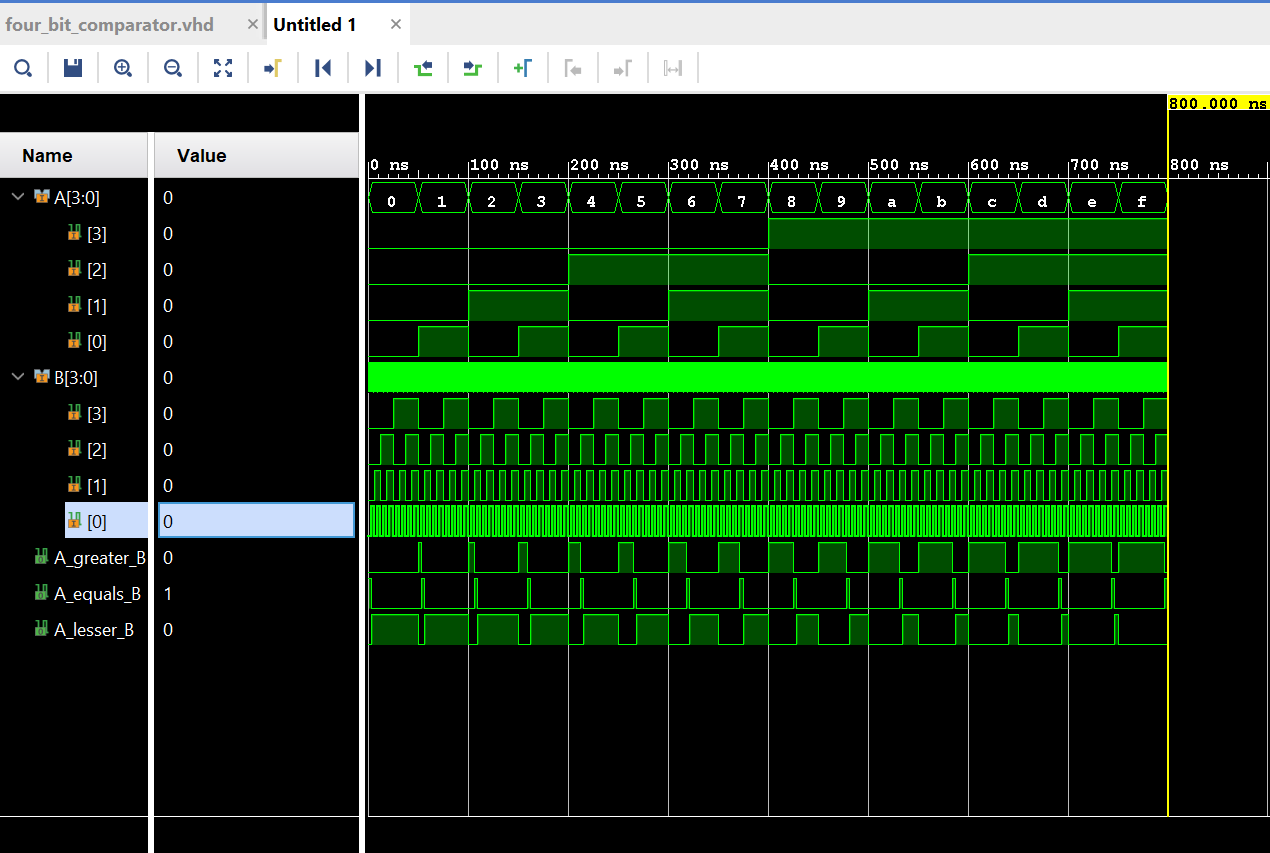 four_bit_comparator.vhd × Untitled 1 ×
800.000 ns
Name Value
0 ns 100 ns 200 ns 300 ns 400 ns 500 ns 600 ns 700 ns 800 ns
A[3:0] 0 0 1 2 3 4 5 6 7 8 9 a b c d e f
[3] 0
[2] 0
[1] 0
[0] 0
B[3:0] 0
[3] 0
[2] 0
[1] 0
[0] 0
A_greater_B 0
A_equals_B 1
A_lesser_B 0